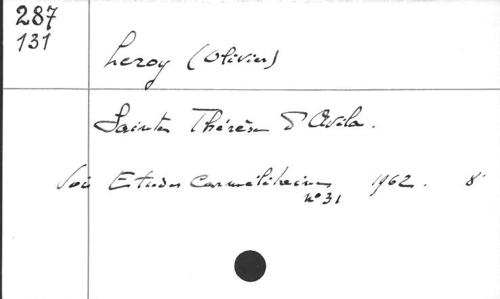 287
131
Leroy (Olivier)
Sainte Thérèse d'Avila.
Voir Etudes carmélitaines 1962. 8°
n° 31